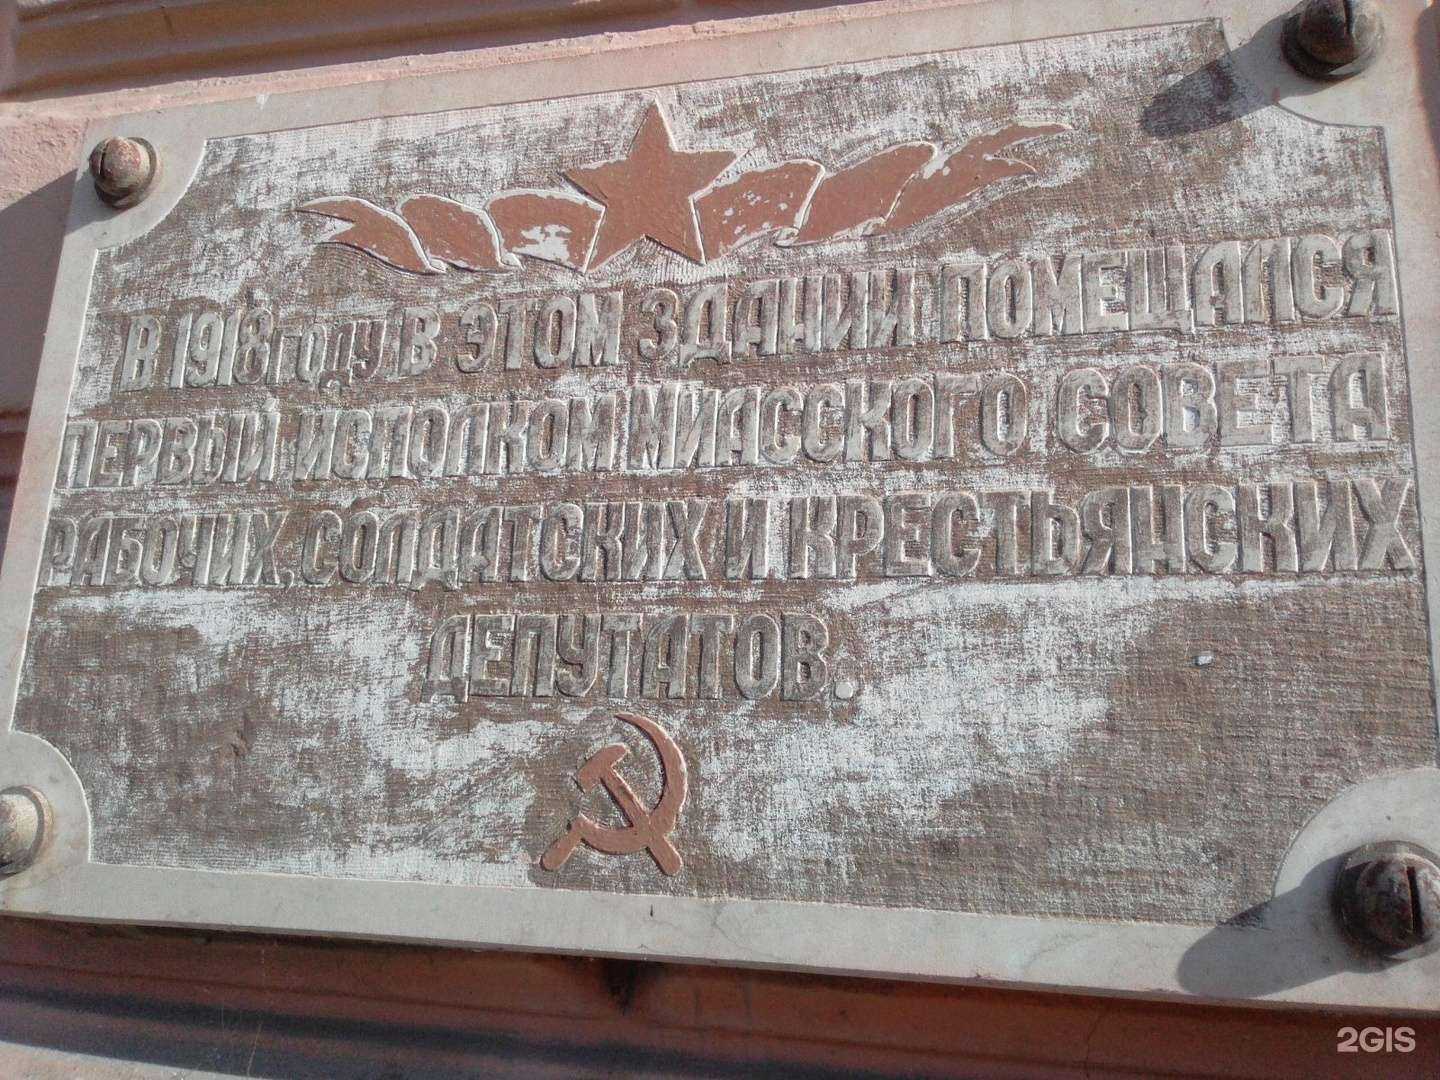 В 1918 году, В ЭТОМ ЗДАНИИ ПОМЕЩАЛСЯ
ПЕРВЫЙ ИСПОЛКОМ МИАССКОГО СОВЕТА
РАБОЧИХ, СОЛДАТСКИХ И КРЕСТЬЯНСКИХ
ДЕПУТАТОВ.
2GIS